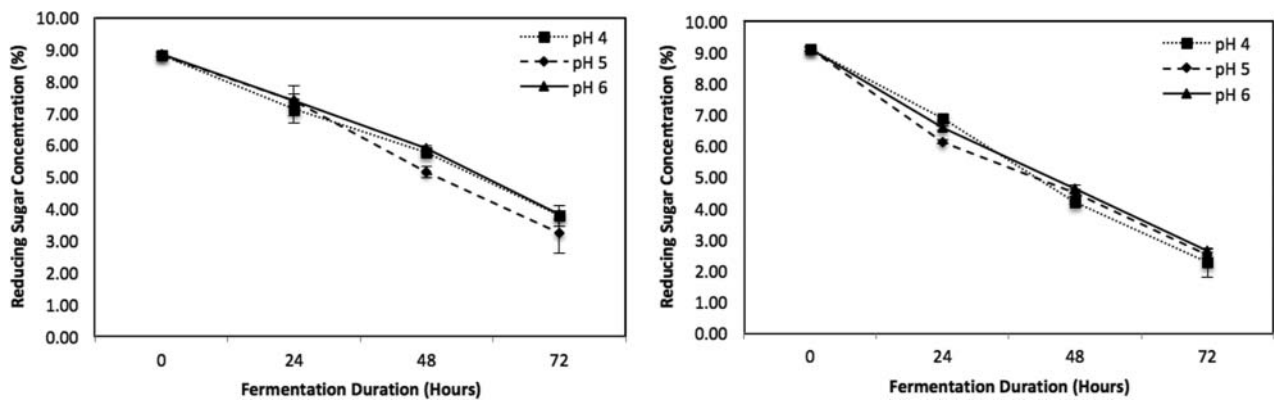 Reducing Sugar Concentration (%)
10.00
9.00
8.00
7.00
6.00
5.00
4.00
3.00
2.00
1.00
0.00
pH 4
pH 5
pH 6
0 24 48 72
Fermentation Duration (Hours)
Reducing Sugar Concentration (%)
10.00
9.00
8.00
7.00
6.00
5.00
4.00
3.00
2.00
1.00
0.00
pH 4
pH 5
pH 6
0 24 48 72
Fermentation Duration (Hours)